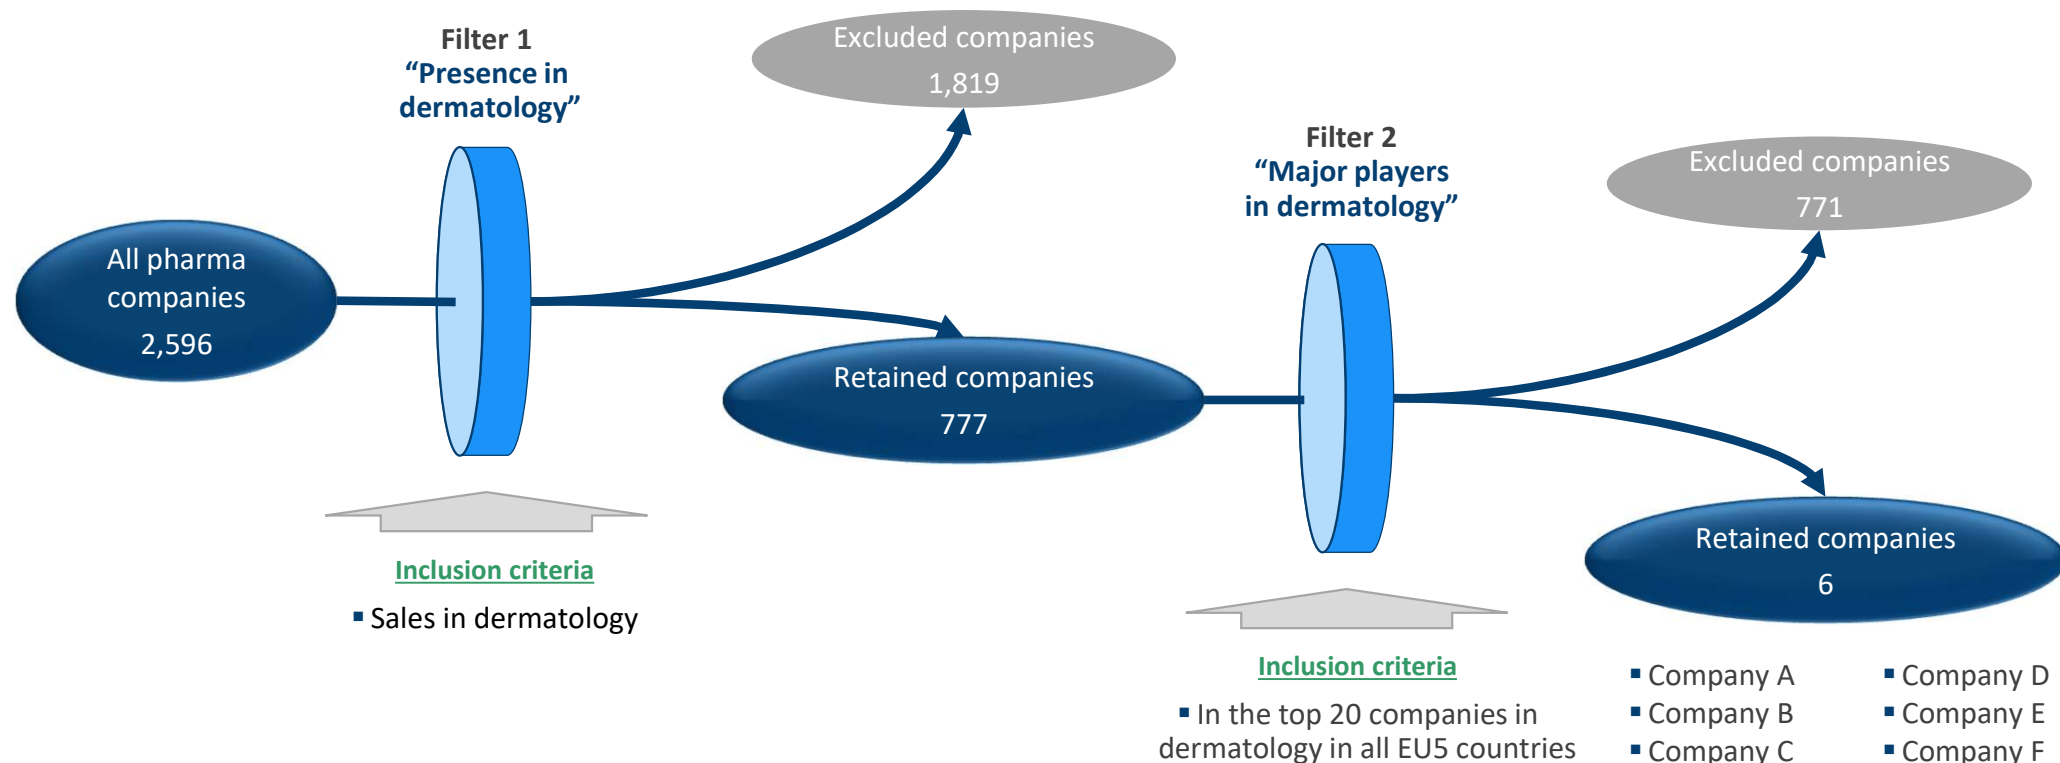 Filter 1
“Presence in
dermatology”
Excluded companies
1,819
All pharma
companies
2,596
Retained companies
777
Inclusion criteria
▪ Sales in dermatology
Filter 2
“Major players
in dermatology”
Excluded companies
771
Retained companies
6
Inclusion criteria
▪ In the top 20 companies in
dermatology in all EU5 countries
▪ Company A
▪ Company B
▪ Company C
▪ Company D
▪ Company E
▪ Company F